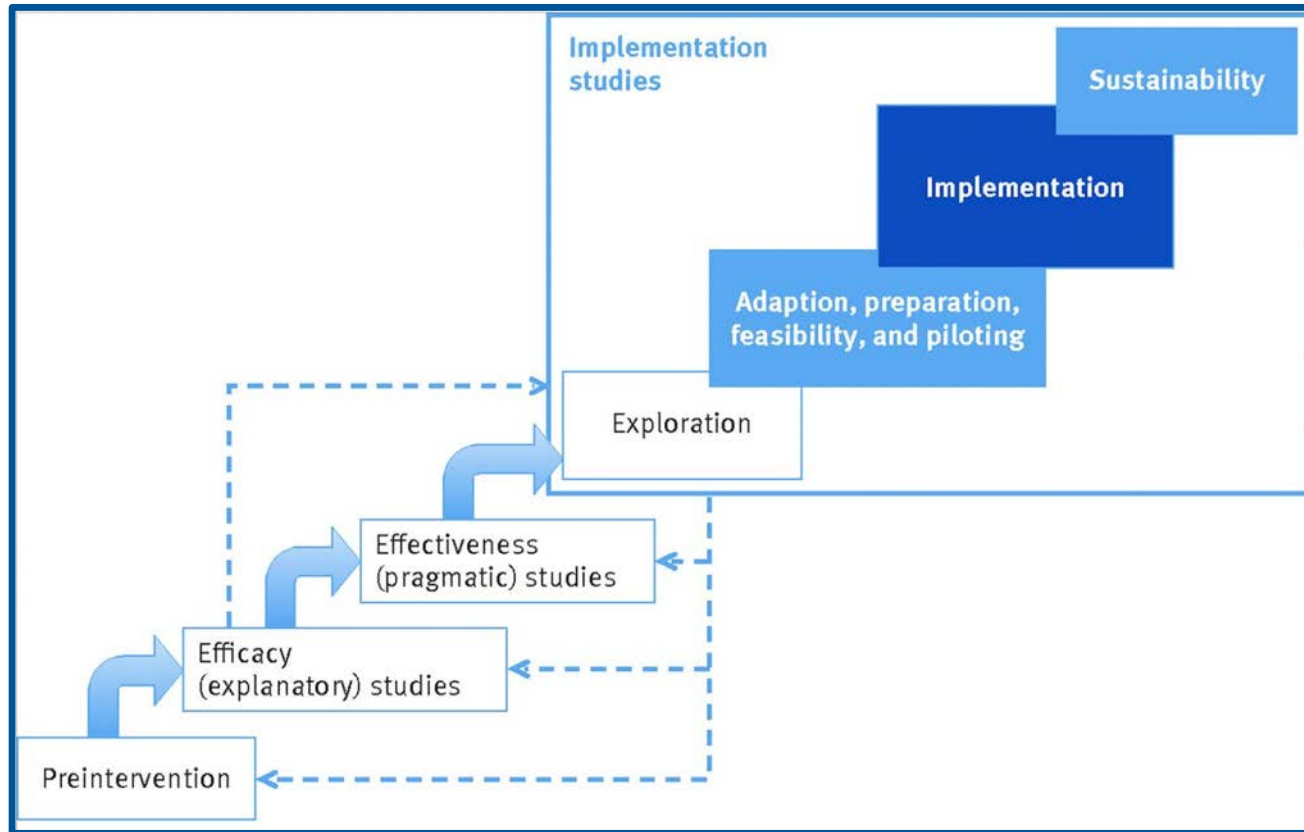 Implementation
studies
Sustainability
Implementation
Adaption, preparation,
feasibility, and piloting
Exploration
Effectiveness
(pragmatic) studies
Efficacy
(explanatory) studies
Preintervention